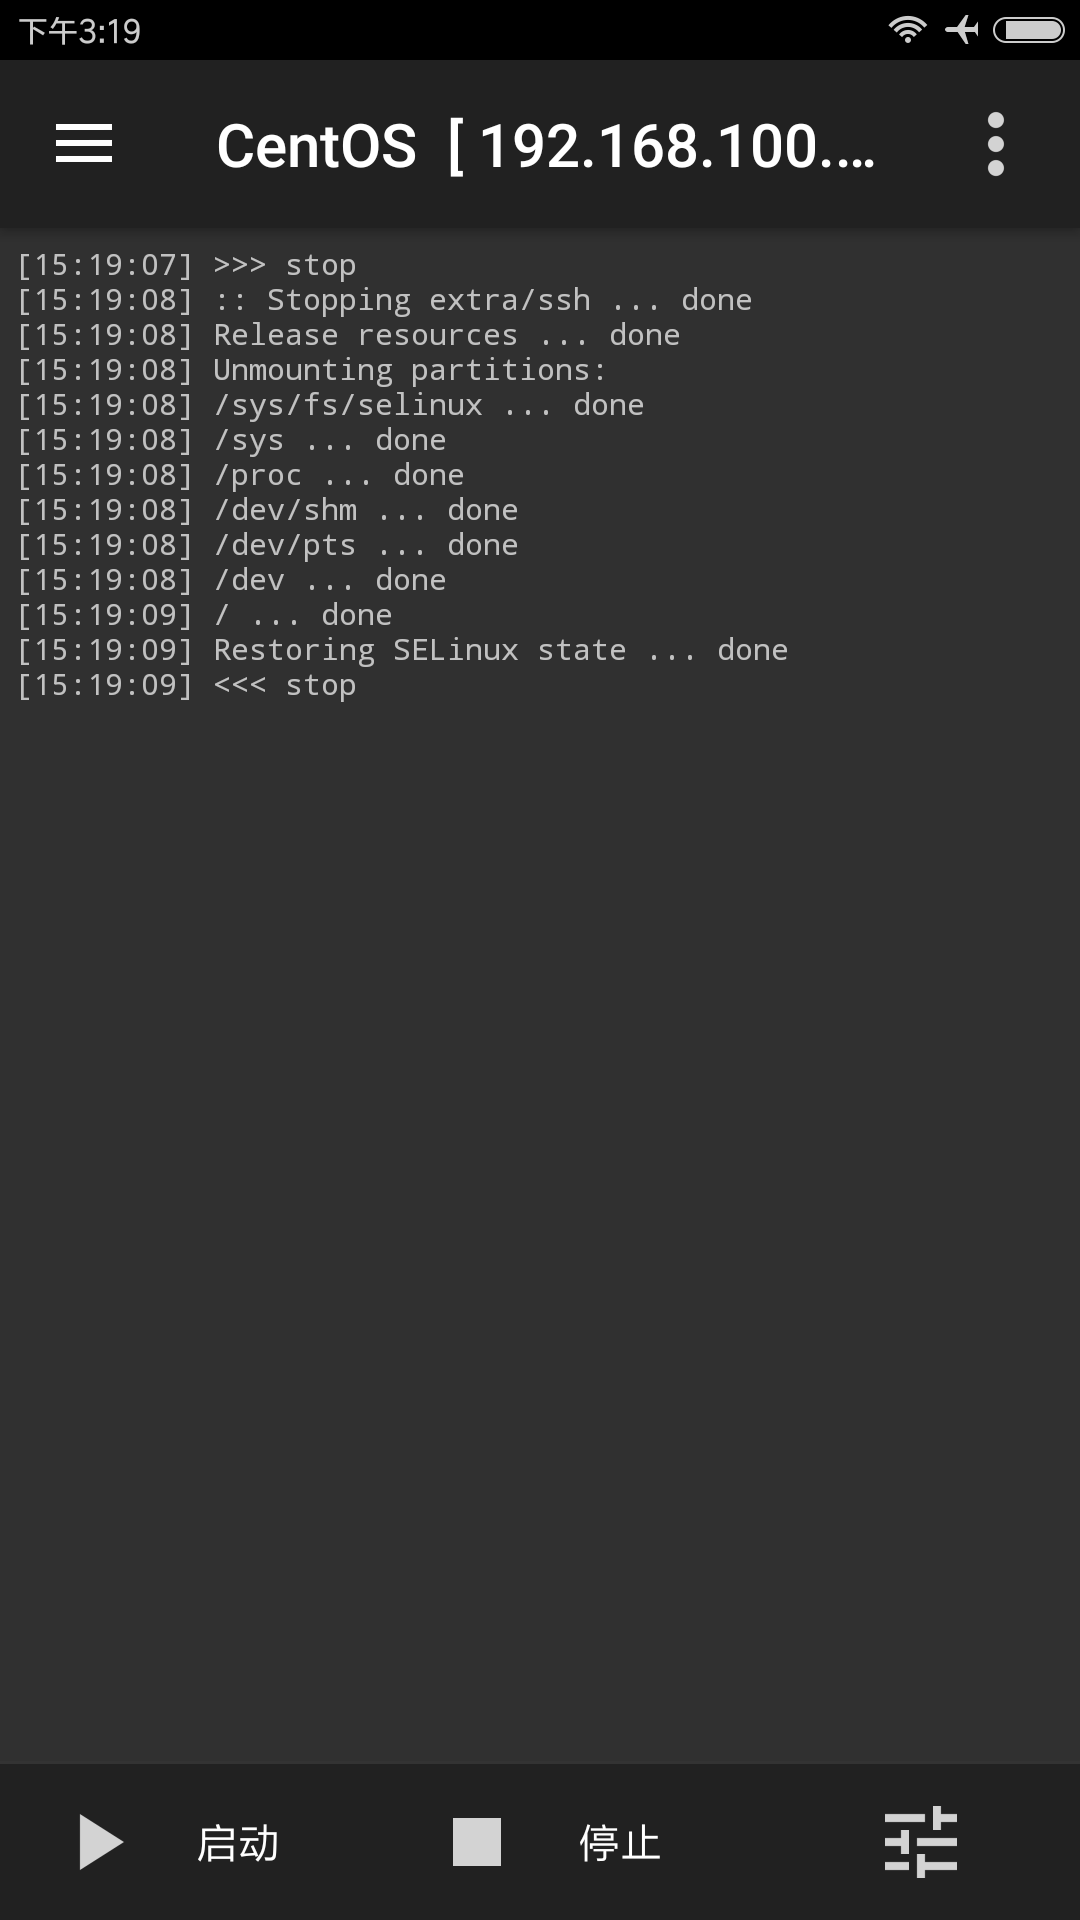 下午3:19
CentOS [ 192.168.100.…
[15:19:07] >>> stop
[15:19:08] :: Stopping extra/ssh ... done
[15:19:08] Release resources ... done
[15:19:08] Unmounting partitions:
[15:19:08] /sys/fs/selinux ... done
[15:19:08] /sys ... done
[15:19:08] /proc ... done
[15:19:08] /dev/shm ... done
[15:19:08] /dev/pts ... done
[15:19:08] /dev ... done
[15:19:09] / ... done
[15:19:09] Restoring SELinux state ... done
[15:19:09] <<< stop
启动 停止